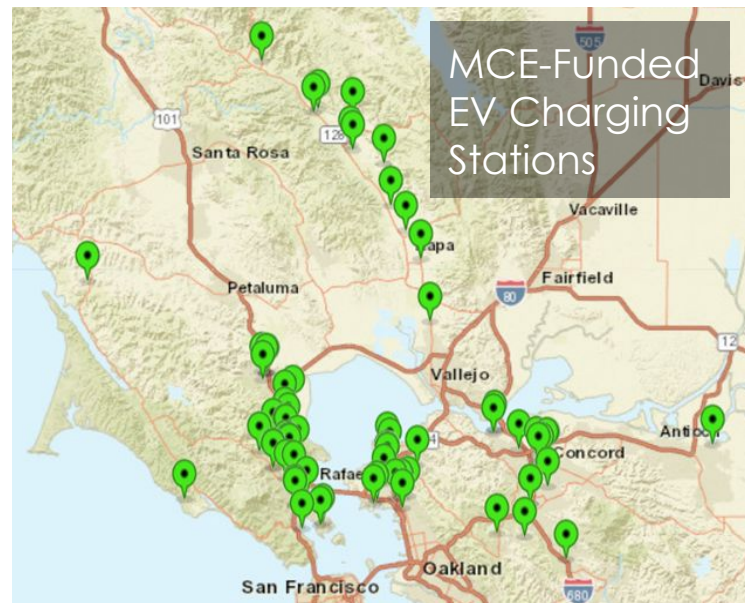 MCE-Funded
EV Charging
Stations
505
Davis
101
128
Santa Rosa
Vacaville
Napa
Fairfield
Petaluma
80
12
Vallejo
4
Antioch
Rafael
Concord
Oakland
San Francisco
680